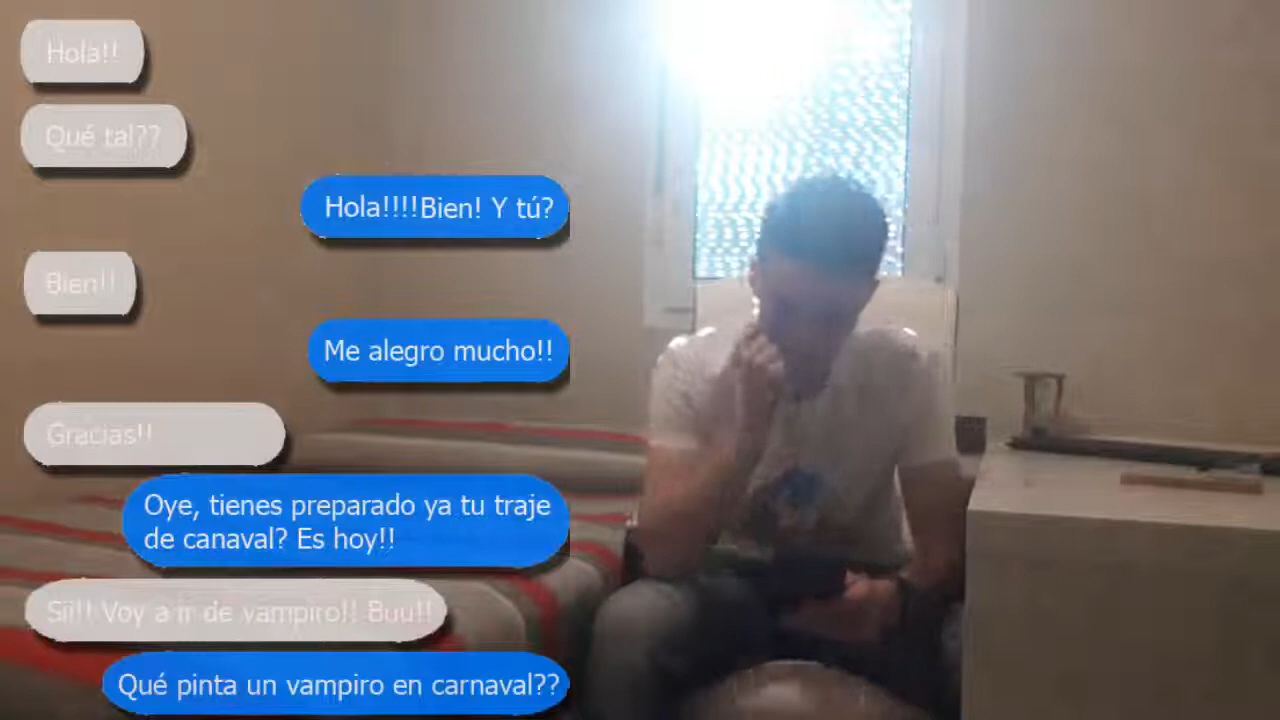 Hola!!
Qué tal??
Hola!!!!Bien! Y tú?
Bien!!
Me alegro mucho!!
Gracias!!
Oye, tienes preparado ya tu traje
de canaval? Es hoy!!
Sii!! Voy a ir de vampiro!! Buu!!
Qué pinta un vampiro en carnaval??